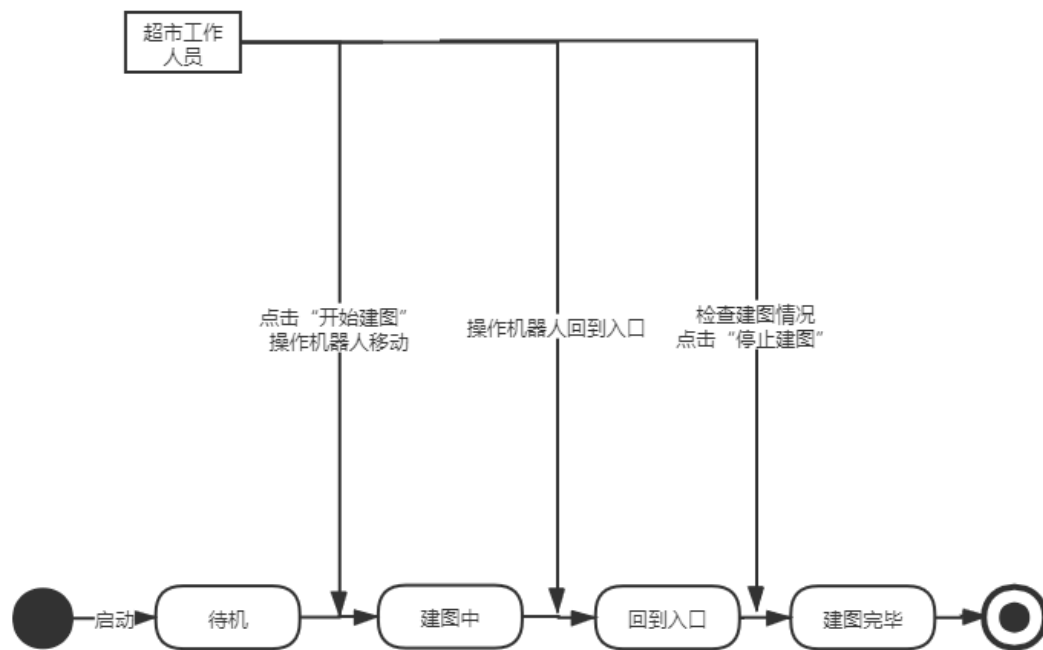 超市工作
人员
点击“开始建图”
操作机器人移动
操作机器人回到入口
检查建图情况
点击“停止建图”
启动
待机
建图中
回到入口
建图完毕